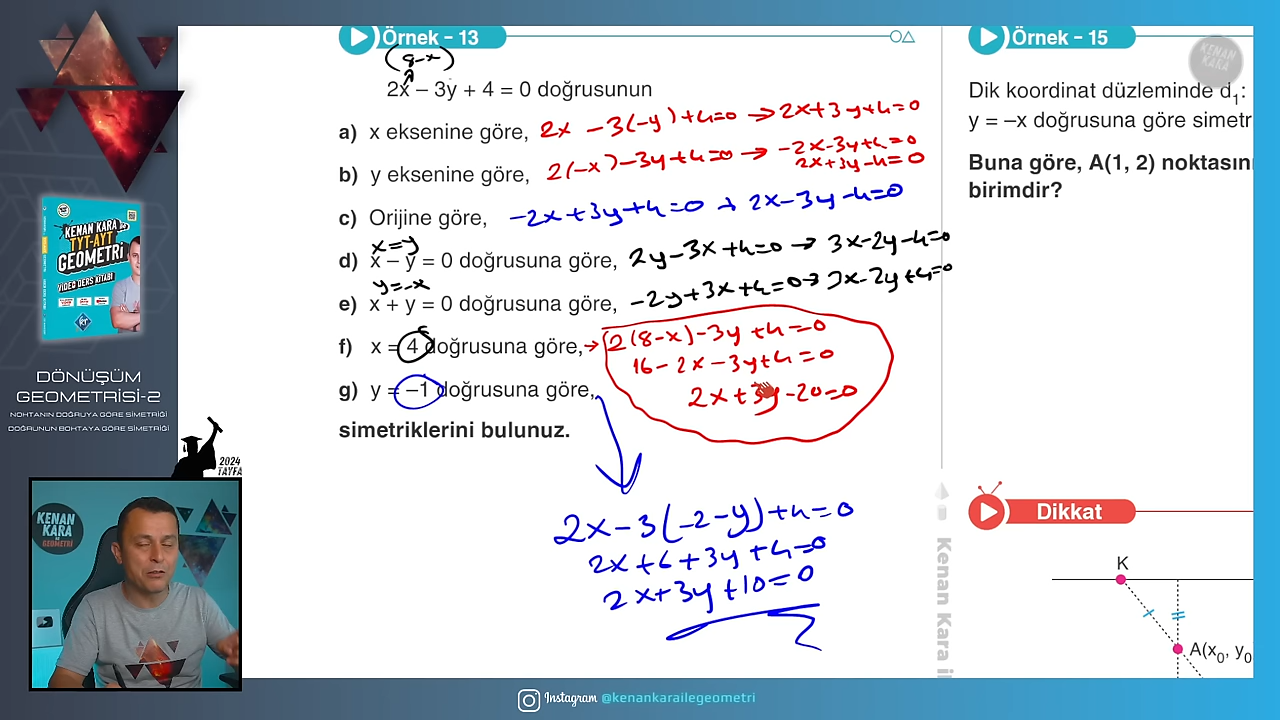 Örnek – 13
(8-x)
2x – 3y + 4 = 0 doğrusunun
a) x eksenine göre, 2x -3(-y)+4=0 → 2x+3y+4=0
b) y eksenine göre, 2(-x)-3y+4=0 → -2x-3y+4=0
2x+3y-4=0
c) Orijine göre, -2x+3y+4=0 → 2x-3y-4=0
x=y
d) x – y = 0 doğrusuna göre, 2y-3x+4=0 → 3x-2y-4=0
y=-x
e) x + y = 0 doğrusuna göre, -2y+3x+4=0→ 3x-2y+4=0
f) x = 4 doğrusuna göre,→ 2(8-x)-3y+4=0
16-2x-3y+4=0
2x+3y-20=0
g) y = –1 doğrusuna göre,
simetriklerini bulunuz.
2x-3(-2-y)+4=0
2x+6+3y+4=0
2x+3y+10=0
Örnek – 15
Dik koordinat düzleminde d1:
y = –x doğrusuna göre simetr
Buna göre, A(1, 2) noktasın
birimdir?
Dikkat
K
A(x0, y0
Kenan Kara il
KENAN
KARA
KENAN KARA
TYT-AYT
GEOMETRİ
VİDEO DERS KİTABI
DÖNÜŞÜM
GEOMETRİSİ-2
NOKTANIN DOĞRUYA GÖRE SİMETRİĞİ
DOĞRUNUN NOKTAYA GÖRE SİMETRİĞİ
2024
TAYFA
KENAN
KARA
GEOMETRİ
Instagram @kenankarailegeometri